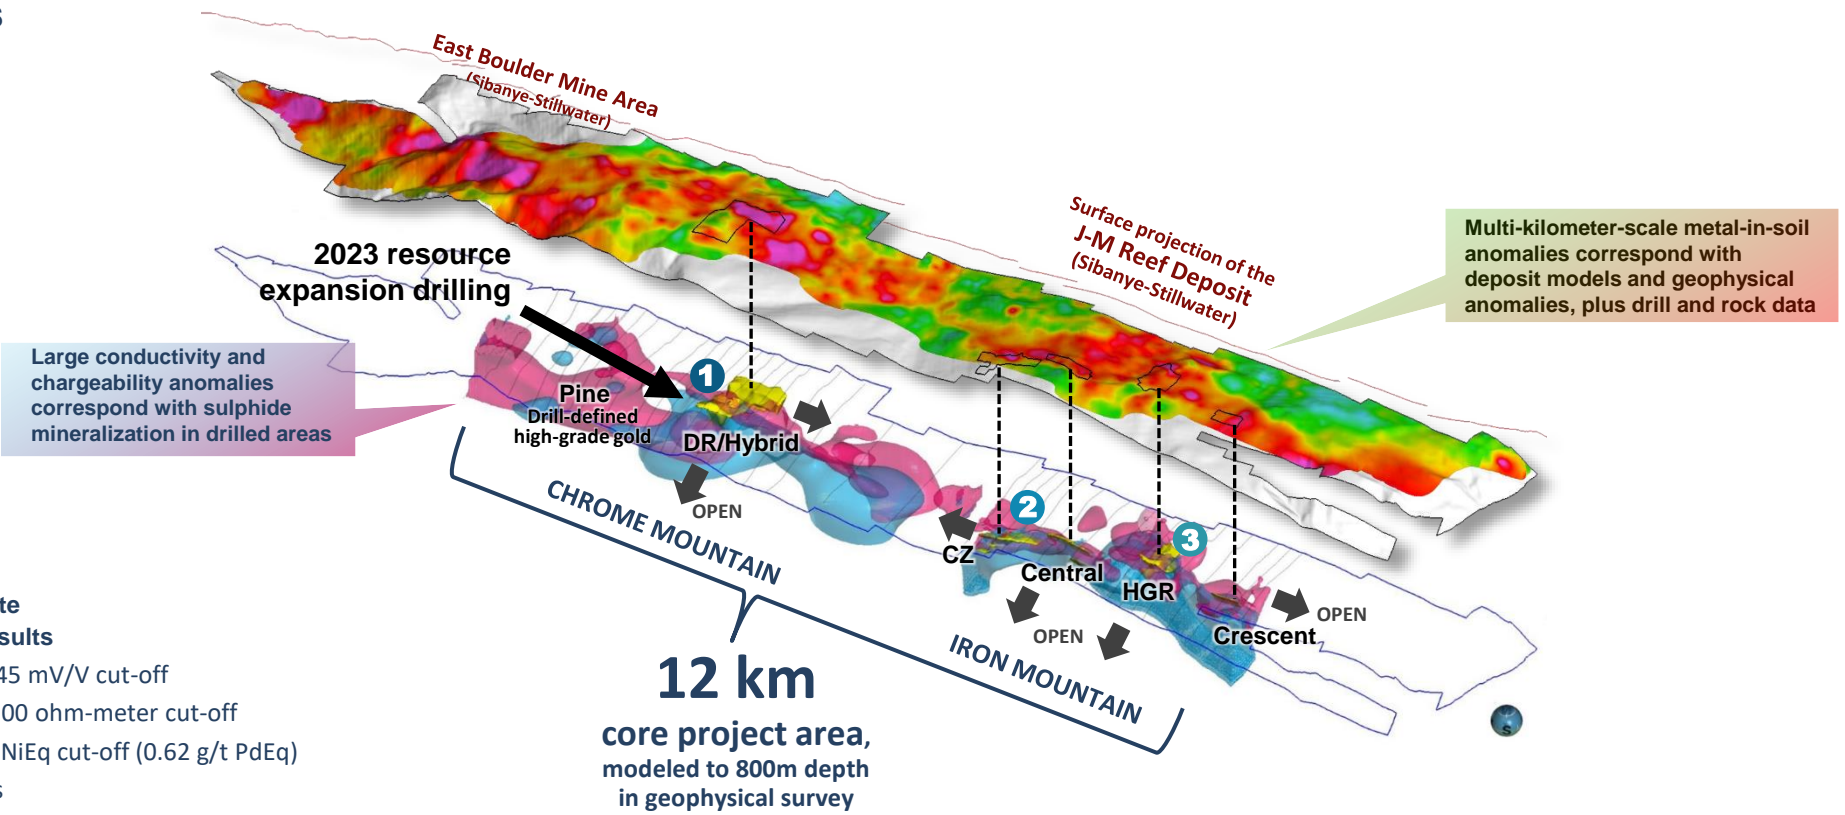 East Boulder Mine Area
(Sibanye-Stillwater)
Surface projection of the
J-M Reef Deposit
(Sibanye-Stillwater)
Multi-kilometer-scale metal-in-soil
anomalies correspond with
deposit models and geophysical
anomalies, plus drill and rock data
2023 resource
expansion drilling
Large conductivity and
chargeability anomalies
correspond with sulphide
mineralization in drilled areas
1
Pine
Drill-defined
high-grade gold
DR/Hybrid
OPEN
CHROME MOUNTAIN
2
3
CZ
Central
HGR
Crescent
OPEN
OPEN
IRON MOUNTAIN
12 km
core project area,
modeled to 800m depth
in geophysical survey
45 mV/V cut-off
00 ohm-meter cut-off
NiEq cut-off (0.62 g/t PdEq)
S